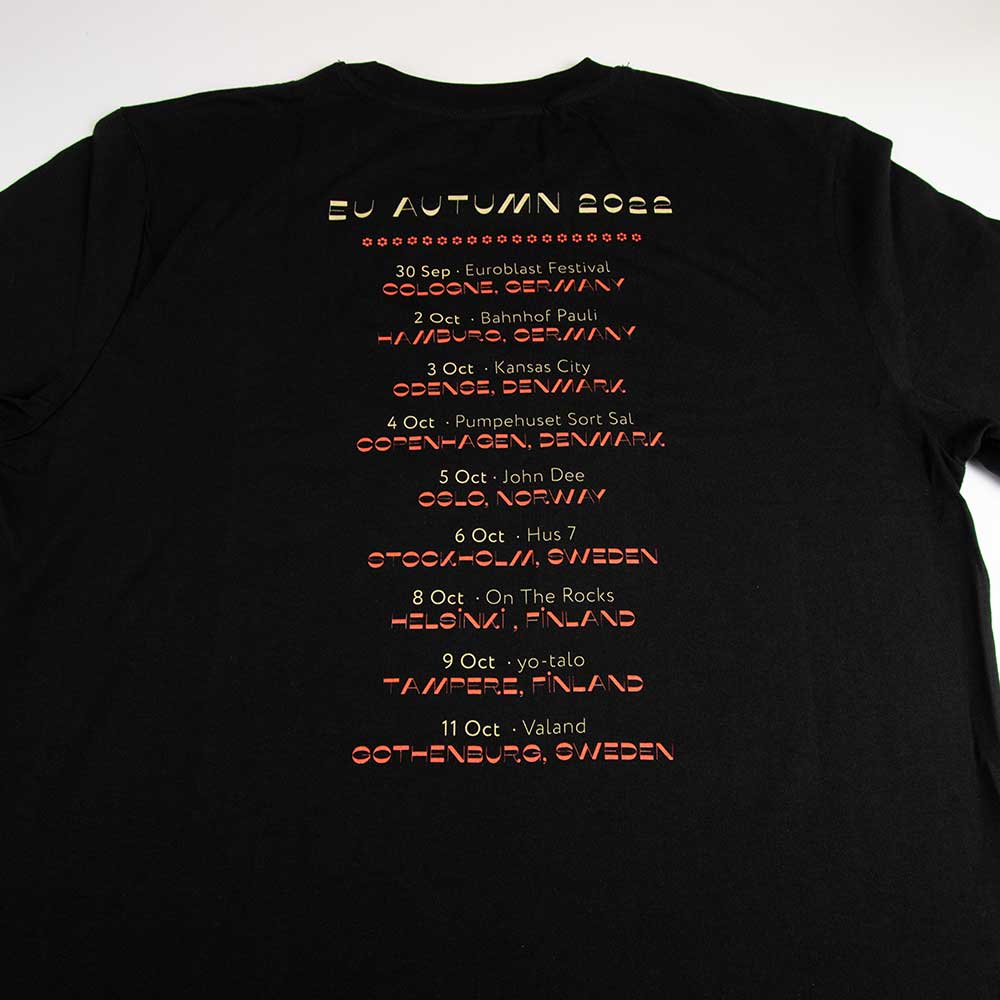 EU AUTUMN 2022
30 Sep · Euroblast Festival
COLOGNE, GERMANY
2 Oct · Bahnhof Pauli
HAMBURG, GERMANY
3 Oct · Kansas City
ODENSE, DENMARK
4 Oct · Pumpehuset Sort Sal
COPENHAGEN, DENMARK
5 Oct · John Dee
OSLO, NORWAY
6 Oct · Hus 7
STOCKHOLM, SWEDEN
8 Oct · On The Rocks
HELSiNKi , FiNLAND
9 Oct · yo-talo
TAMPERE, FiNLAND
11 Oct · Valand
GOTHENBURG, SWEDEN